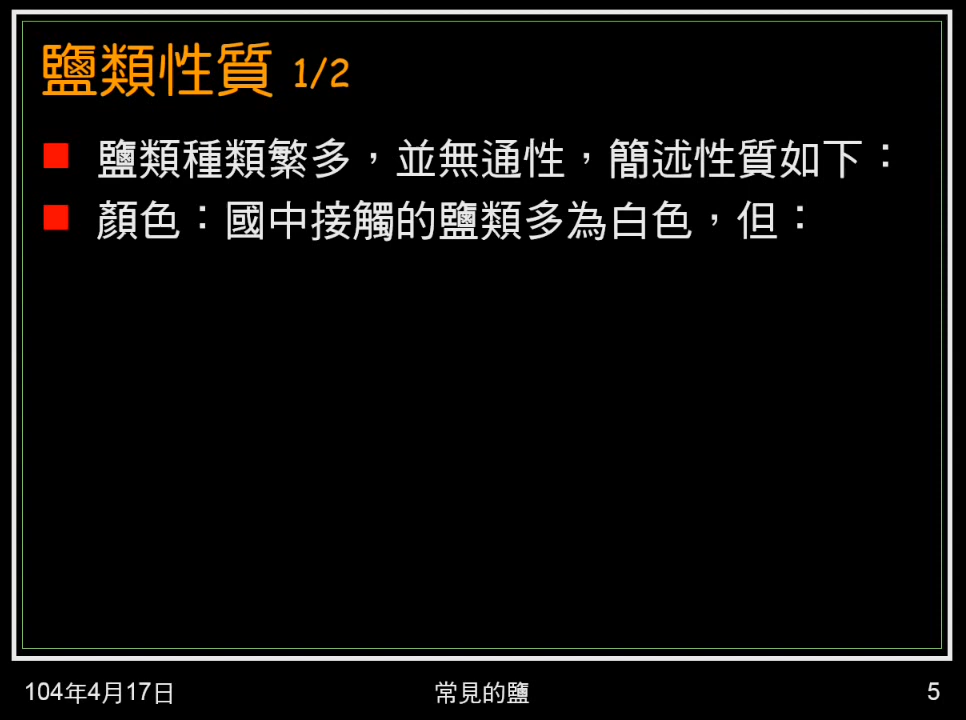 鹽類性質 1/2
鹽類種類繁多，並無通性，簡述性質如下：
顏色：國中接觸的鹽類多為白色，但：
104年4月17日
常見的鹽
5